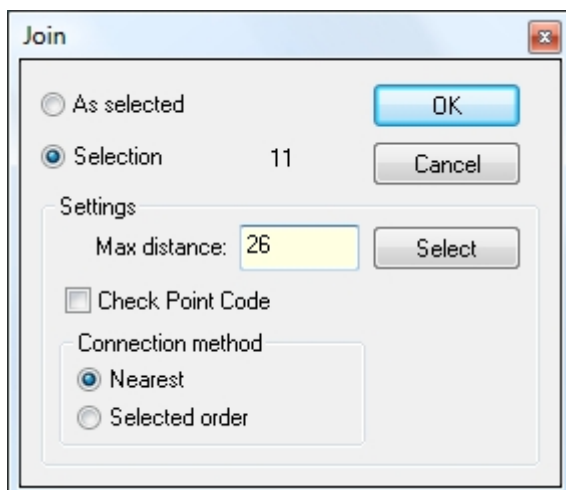 Join
As selected
OK
Selection 11
Cancel
Settings
Max distance: 26
Select
Check Point Code
Connection method
Nearest
Selected order